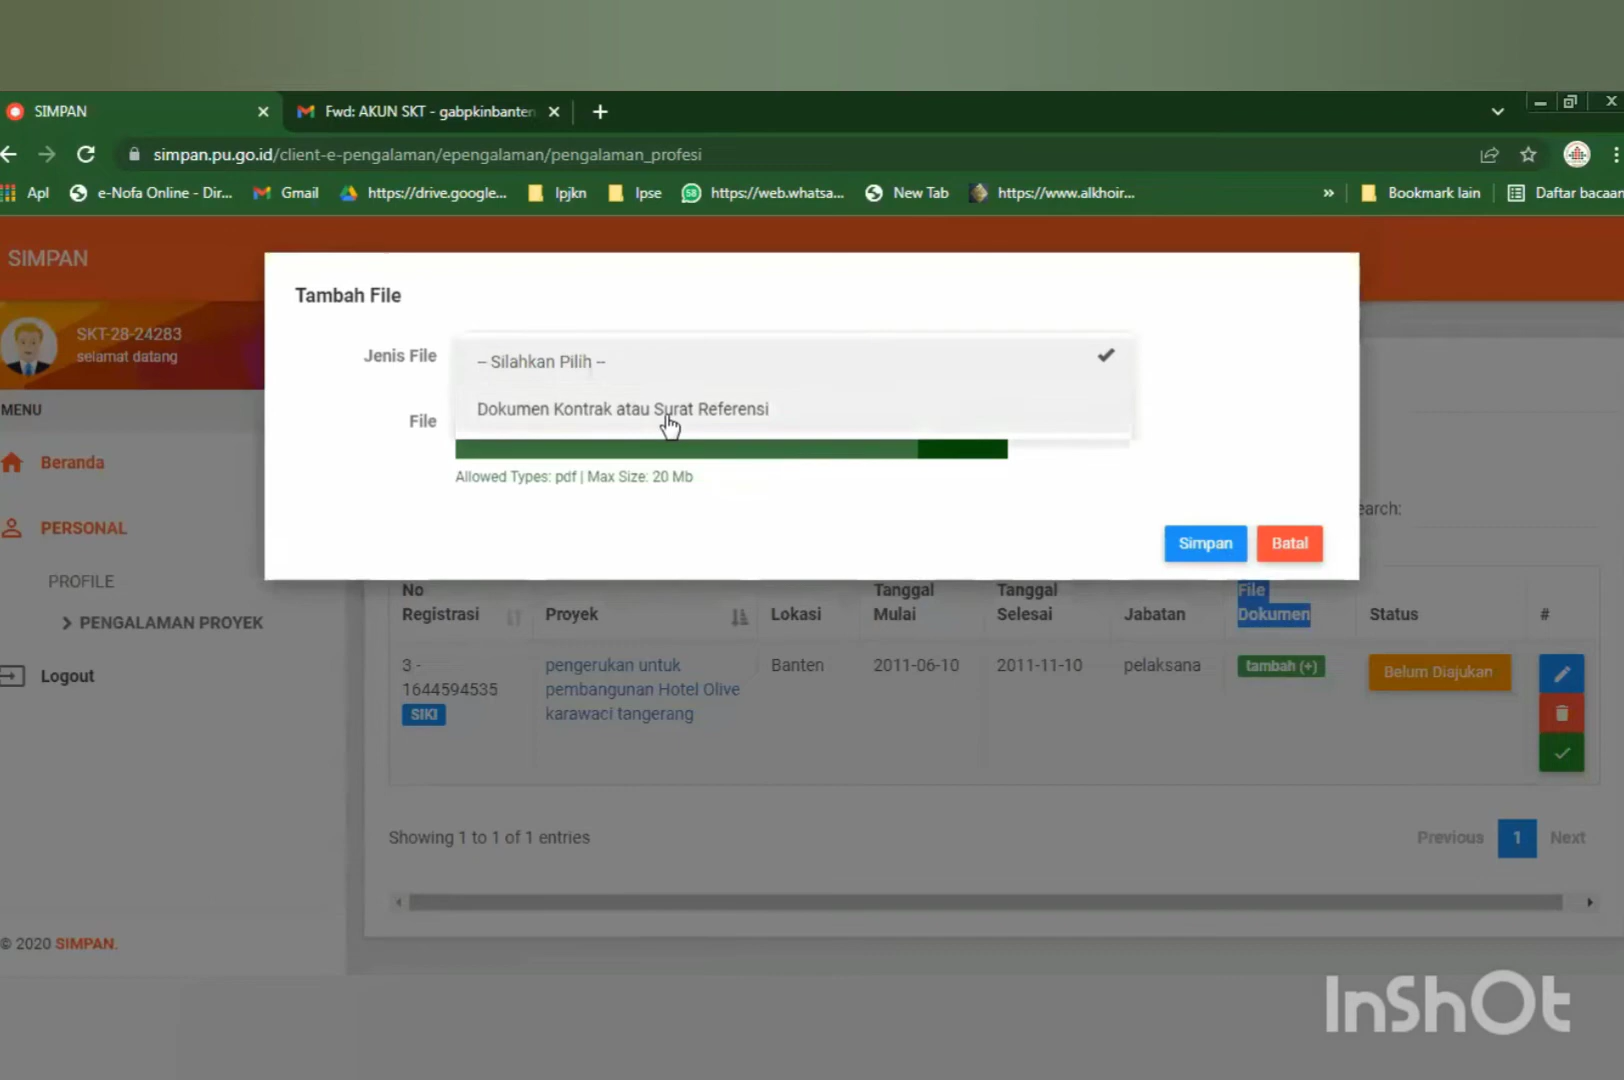 SIMPAN
Fwd: AKUN SKT - gabpkinbanten
simpan.pu.go.id/client-e-pengalaman/epengalaman/pengalaman_profesi
Apl
e-Nofa Online - Dir...
Gmail
https://drive.google...
lpjkn
lpse
58
https://web.whatsa...
New Tab
https://www.alkhoir...
»
Bookmark lain
Daftar bacaan
SIMPAN
SKT-28-24283
selamat datang
MENU
Beranda
PERSONAL
PROFILE
PENGALAMAN PROYEK
Logout
© 2020 SIMPAN.
Tambah File
Jenis File
-- Silahkan Pilih --
Dokumen Kontrak atau Surat Referensi
File
Allowed Types: pdf | Max Size: 20 Mb
Simpan
Batal
earch:
No Registrasi
Proyek
Lokasi
Tanggal Mulai
Tanggal Selesai
Jabatan
File Dokumen
Status
#
3 -
1644594535
SIKI
pengerukan untuk
pembangunan Hotel Olive
karawaci tangerang
Banten
2011-06-10
2011-11-10
pelaksana
tambah (+)
Belum Diajukan
Showing 1 to 1 of 1 entries
Previous
1
Next
InShOt